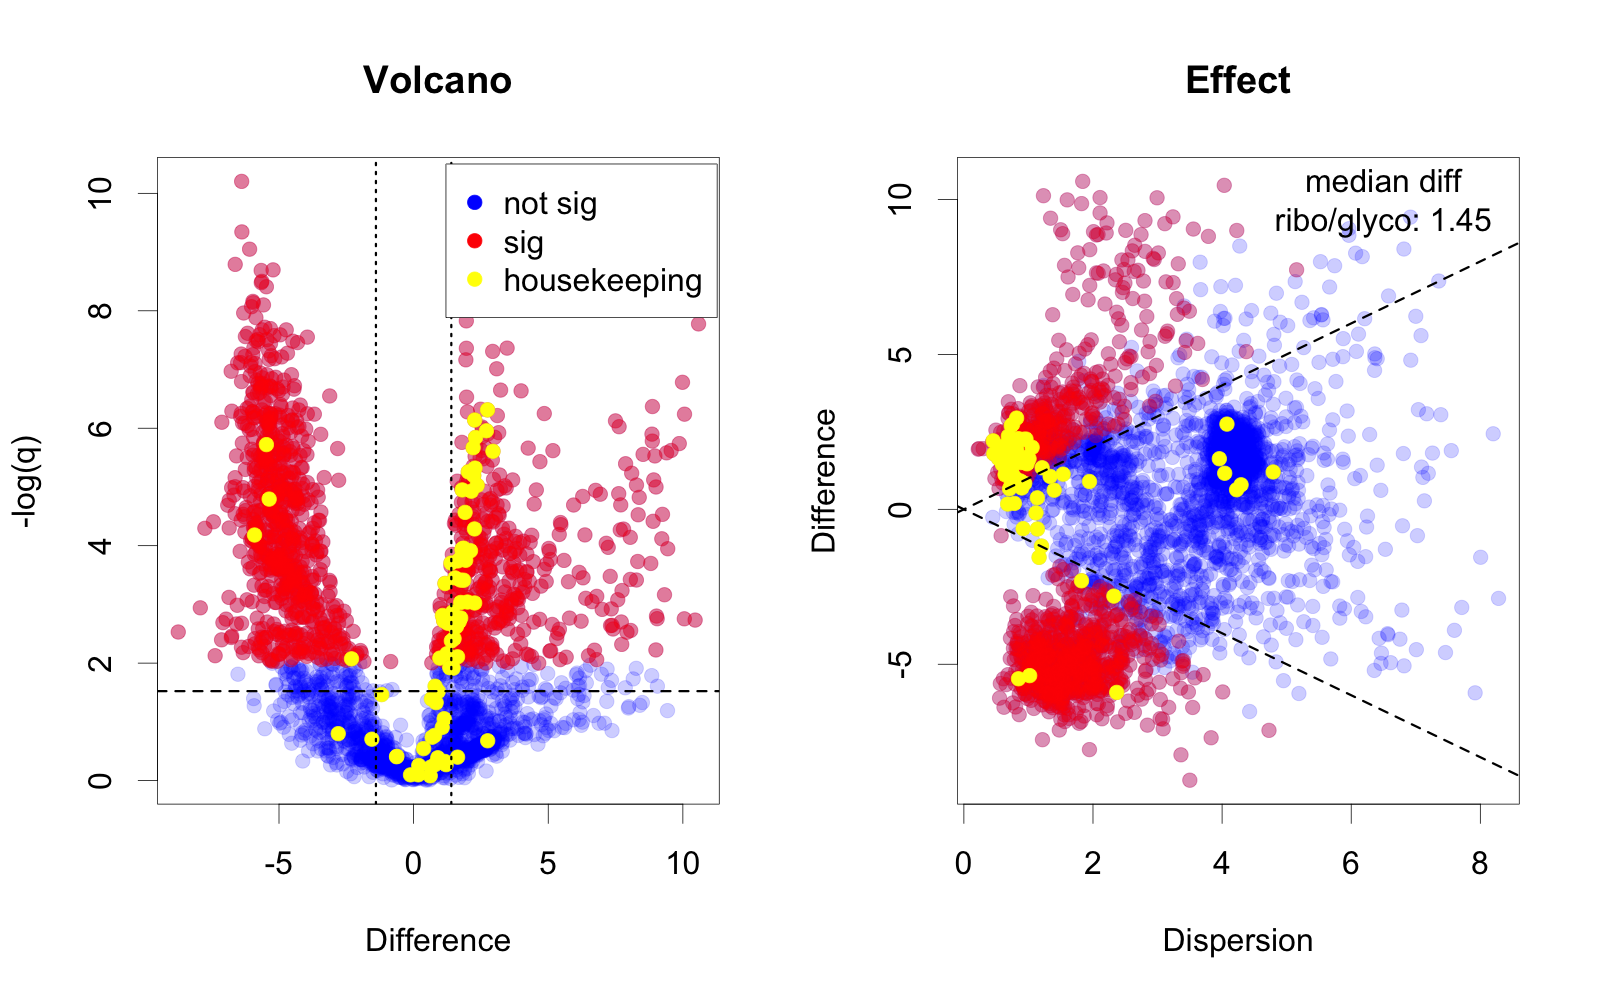 Volcano
-log(q)
0
2
4
6
8
10
-5
0
5
10
Difference
not sig
sig
housekeeping
Effect
Difference
-5
0
5
10
0
2
4
6
8
Dispersion
median diff
ribo/glyco: 1.45